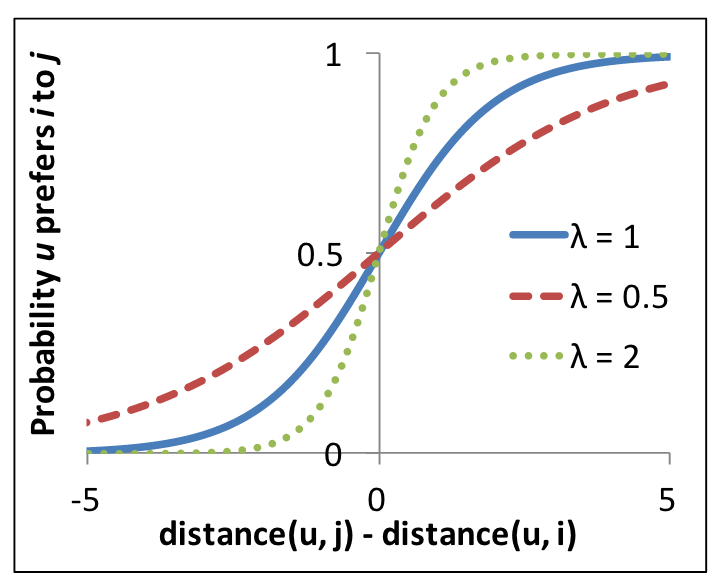 Probability u prefers i to j
1
0.5
0
λ = 1
λ = 0.5
λ = 2
-5 0 5
distance(u, j) - distance(u, i)